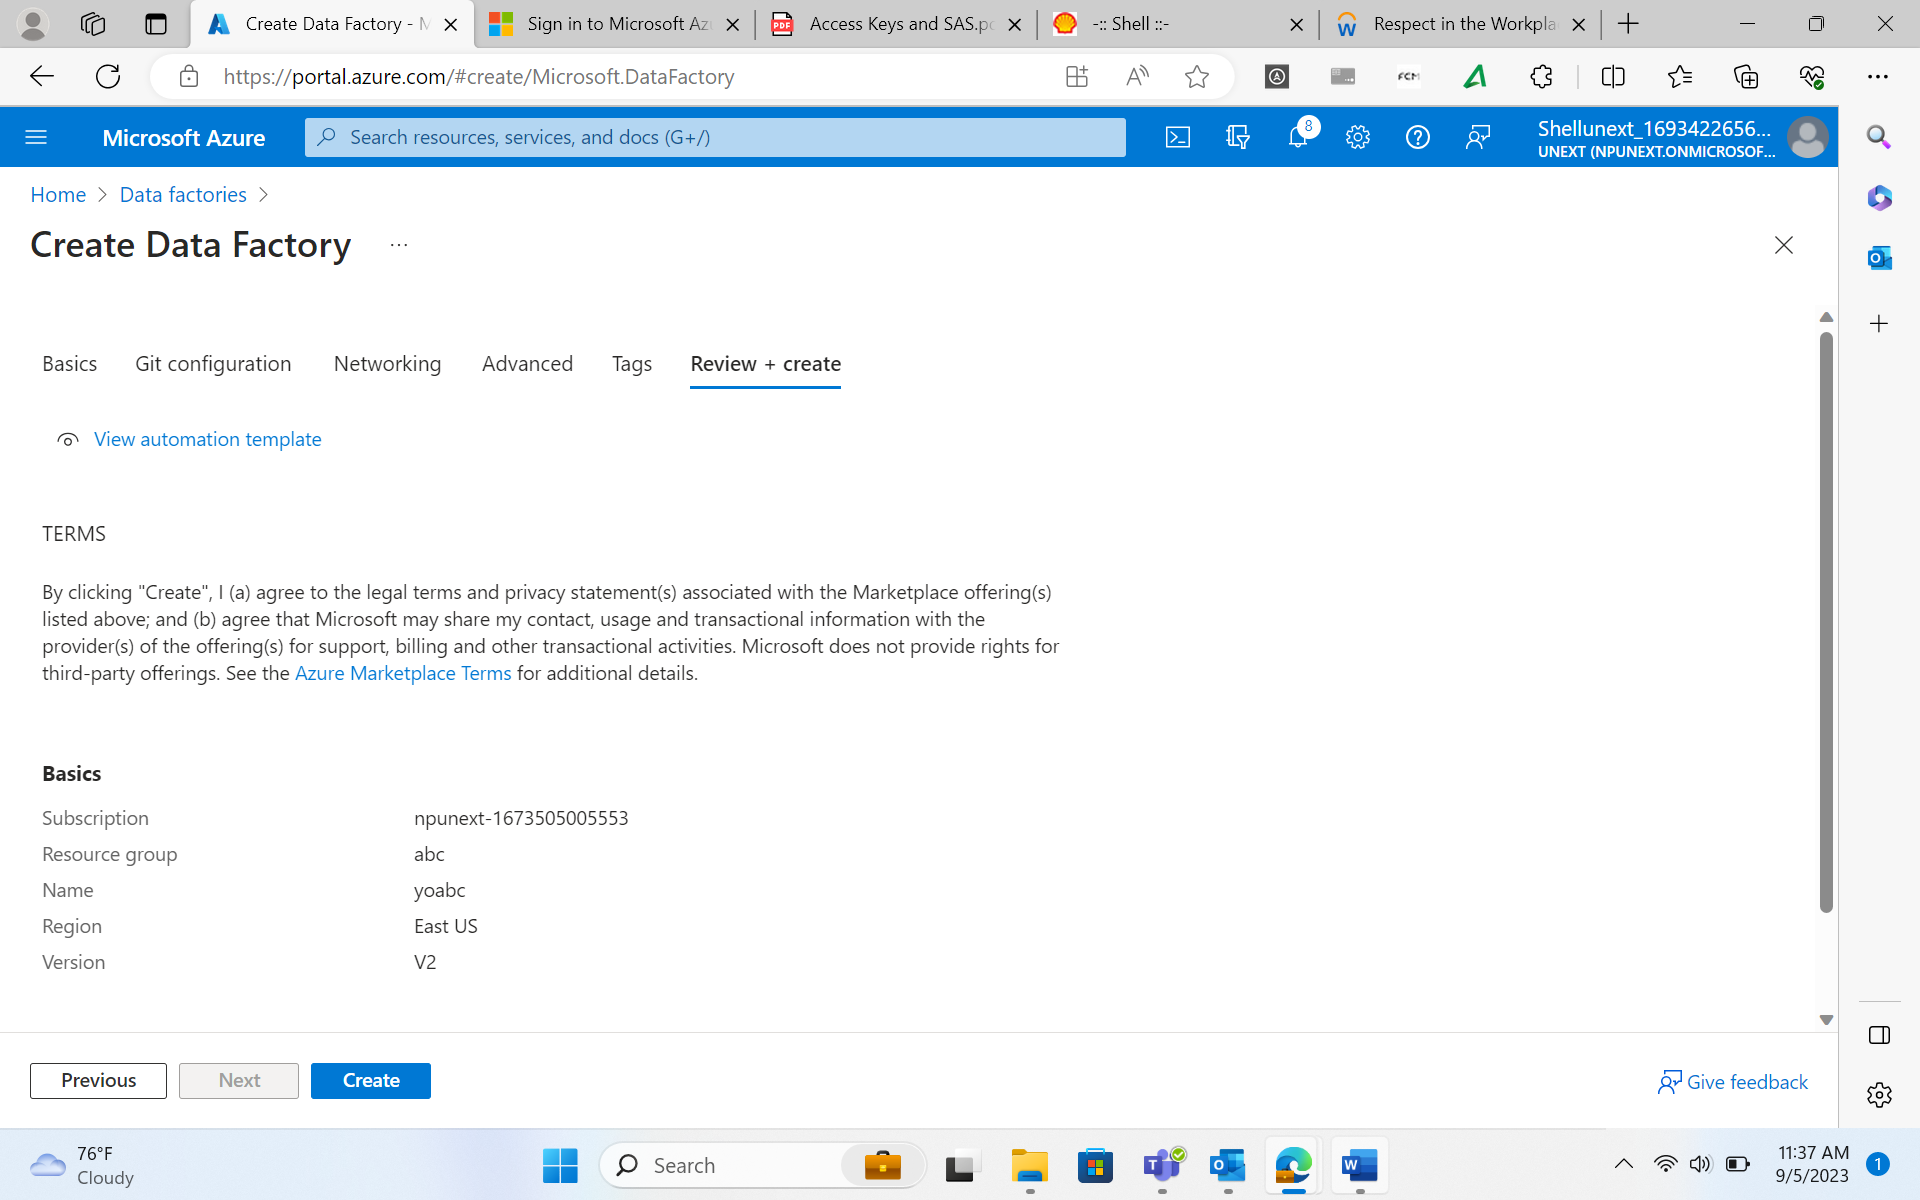 Create Data Factory - M
Sign in to Microsoft Az
PDF
Access Keys and SAS.pd
-:: Shell ::-
Respect in the Workpla
https://portal.azure.com/#create/Microsoft.DataFactory
FCM
Microsoft Azure
Search resources, services, and docs (G+/)
8
Shellunext_1693422656...
UNEXT (NPUNEXT.ONMICROSOF...
Home > Data factories >
Create Data Factory ...
Basics Git configuration Networking Advanced Tags Review + create
View automation template
TERMS
By clicking "Create", I (a) agree to the legal terms and privacy statement(s) associated with the Marketplace offering(s)
listed above; and (b) agree that Microsoft may share my contact, usage and transactional information with the
provider(s) of the offering(s) for support, billing and other transactional activities. Microsoft does not provide rights for
third-party offerings. See the Azure Marketplace Terms for additional details.
Basics
Subscription npunext-1673505005553
Resource group abc
Name yoabc
Region East US
Version V2
Previous Next Create
Give feedback
76°F
Cloudy
Search
11:37 AM
9/5/2023
1